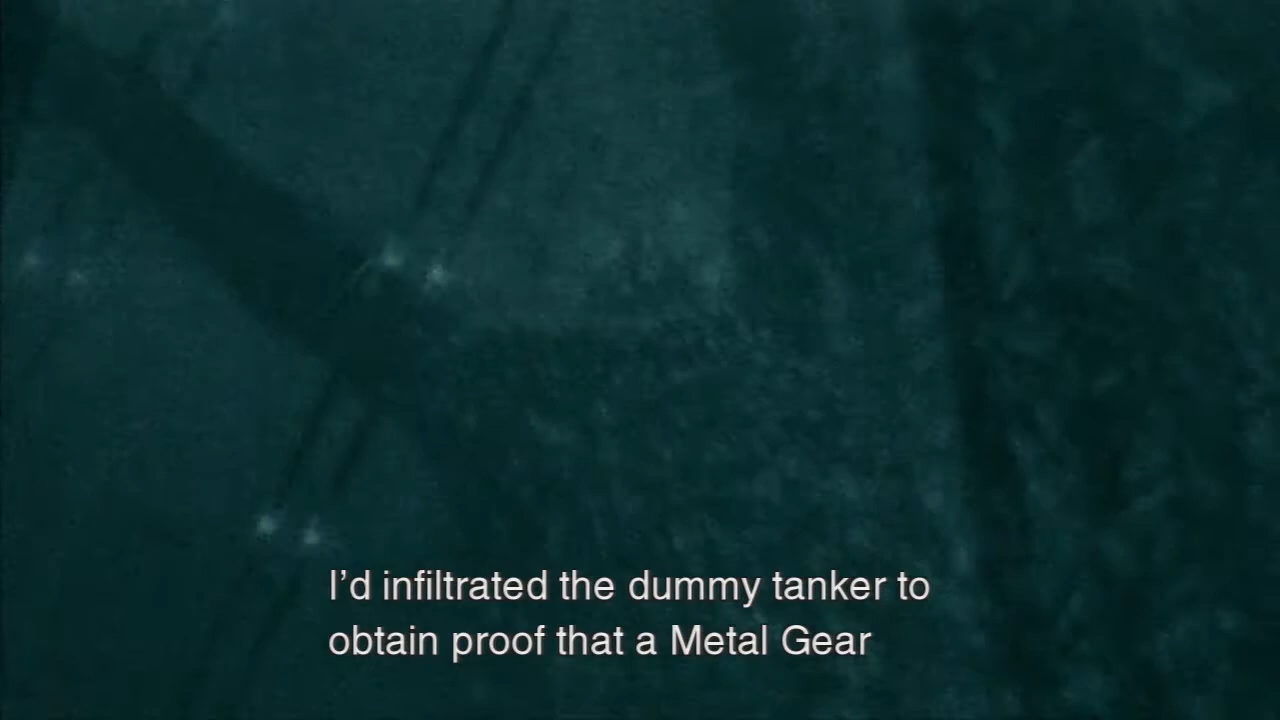 I’d infiltrated the dummy tanker to
obtain proof that a Metal Gear